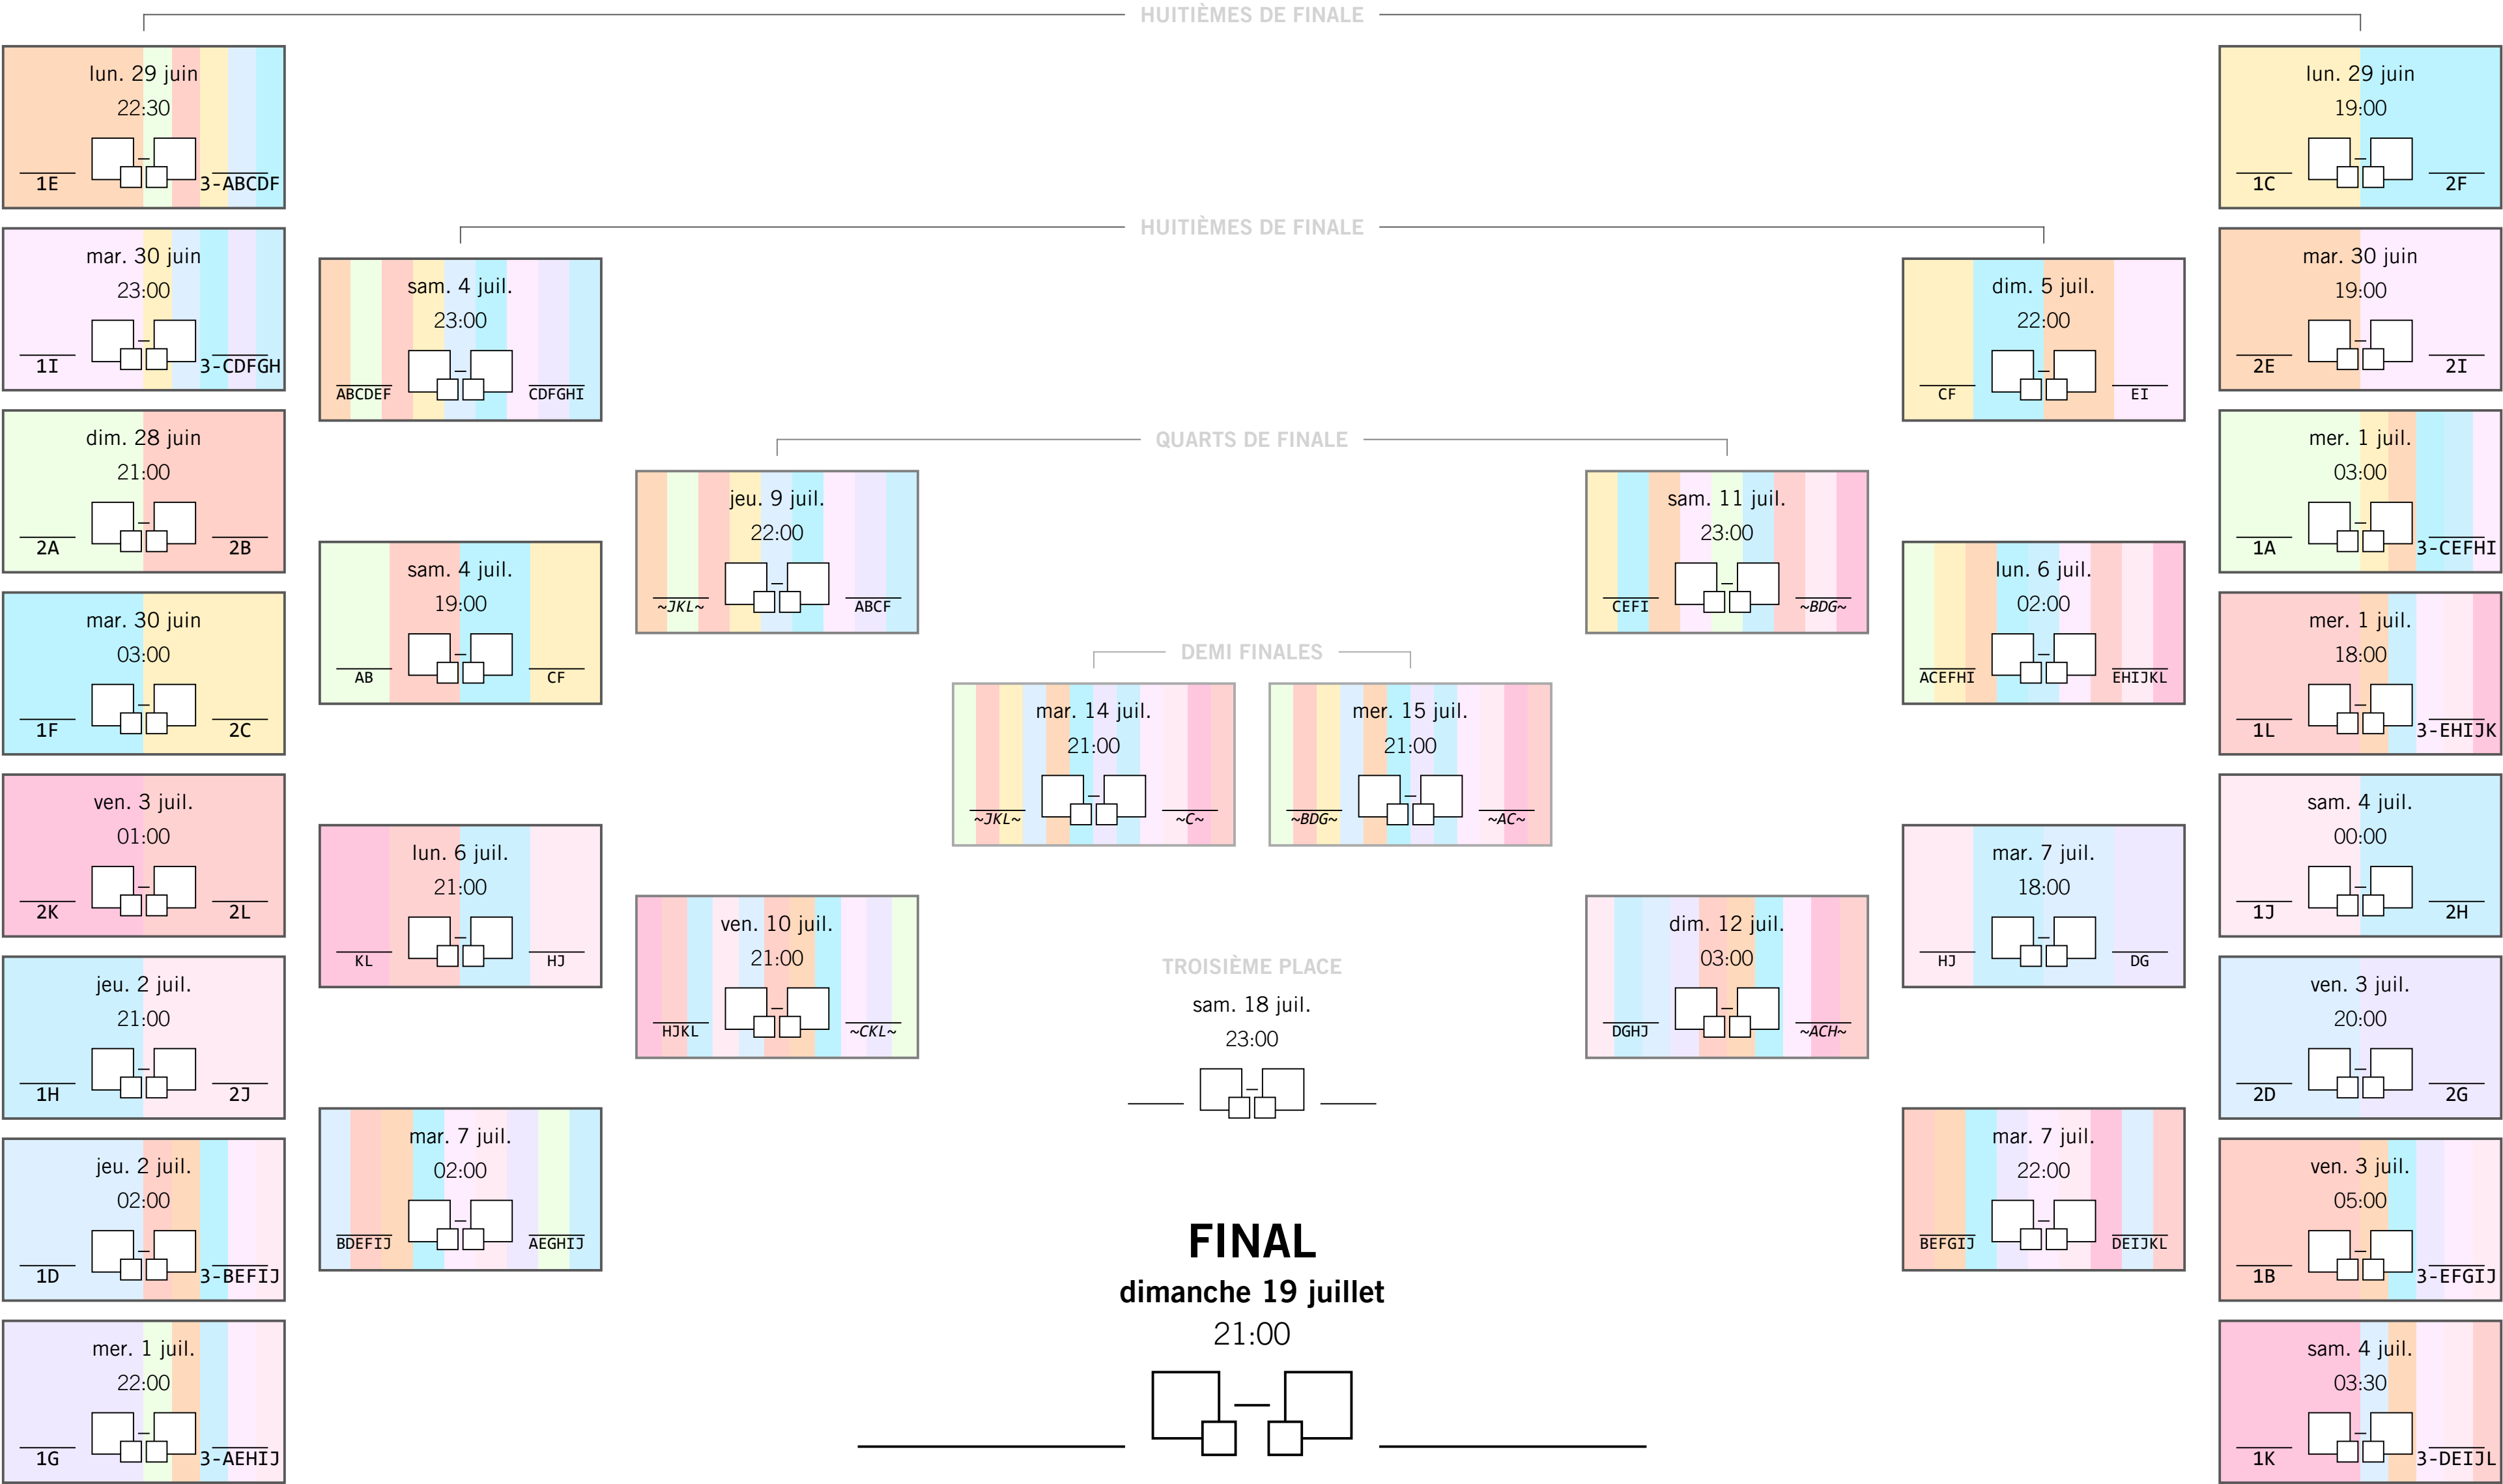 HUITIÈMES DE FINALE
lun. 29 juin
22:30
1E
3-ABCDF
mar. 30 juin
23:00
1I
3-CDFGH
dim. 28 juin
21:00
2A
2B
mar. 30 juin
03:00
1F
2C
ven. 3 juil.
01:00
2K
2L
jeu. 2 juil.
21:00
1H
2J
jeu. 2 juil.
02:00
1D
3-BEFIJ
mer. 1 juil.
22:00
1G
3-AEHIJ
lun. 29 juin
19:00
1C
2F
mar. 30 juin
19:00
2E
2I
mer. 1 juil.
03:00
1A
3-CEFHI
mer. 1 juil.
18:00
1L
3-EHIJK
sam. 4 juil.
00:00
1J
2H
ven. 3 juil.
20:00
2D
2G
ven. 3 juil.
05:00
1B
3-EFGIJ
sam. 4 juil.
03:30
1K
3-DEIJL
HUITIÈMES DE FINALE
sam. 4 juil.
23:00
ABCDEF
CDFGHI
sam. 4 juil.
19:00
AB
CF
lun. 6 juil.
21:00
KL
HJ
mar. 7 juil.
02:00
BDEFIJ
AEGHIJ
dim. 5 juil.
22:00
CF
EI
lun. 6 juil.
02:00
ACEFHI
EHIJKL
mar. 7 juil.
18:00
HJ
DG
mar. 7 juil.
22:00
BEFGIJ
DEIJKL
QUARTS DE FINALE
jeu. 9 juil.
22:00
~JKL~
ABCF
ven. 10 juil.
21:00
HJKL
~CKL~
sam. 11 juil.
23:00
CEFI
~BDG~
dim. 12 juil.
03:00
DGHJ
~ACH~
DEMI FINALES
mar. 14 juil.
21:00
~JKL~
~C~
mer. 15 juil.
21:00
~BDG~
~AC~
TROISIÈME PLACE
sam. 18 juil.
23:00
FINAL
dimanche 19 juillet
21:00